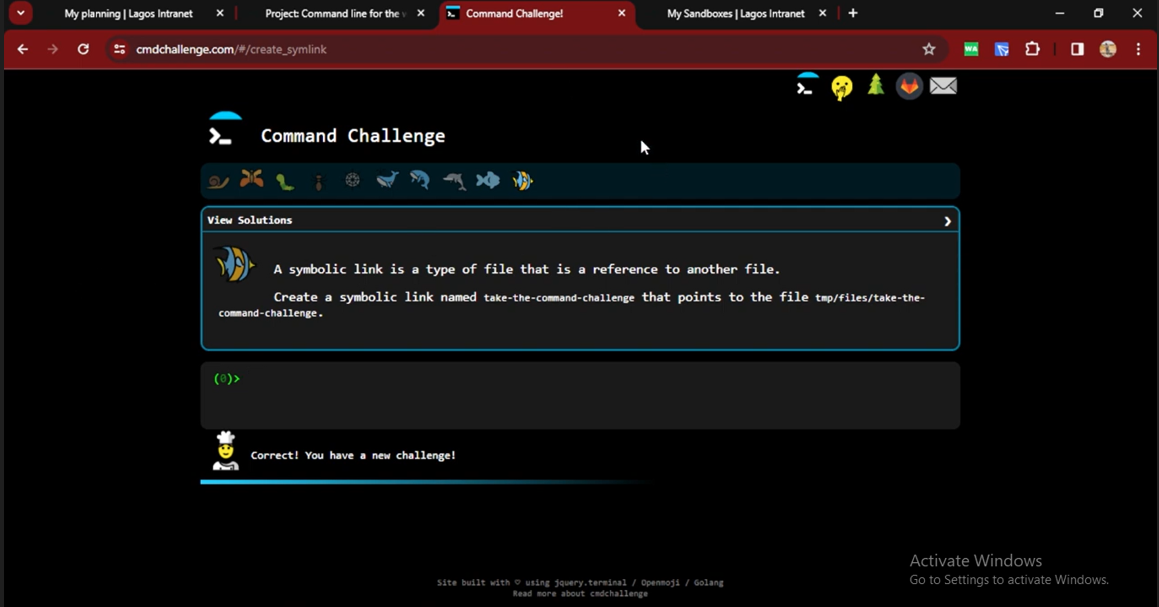 My planning | Lagos Intranet
Project: Command line for the w
Command Challenge!
My Sandboxes | Lagos Intranet
cmdchallenge.com/#/create_symlink
WA
Command Challenge
View Solutions
A symbolic link is a type of file that is a reference to another file.
Create a symbolic link named take-the-command-challenge that points to the file tmp/files/take-the-
command-challenge.
(0)>
Correct! You have a new challenge!
Activate Windows
Go to Settings to activate Windows.
Site built with ♡ using jquery.terminal / Openmoji / Golang
Read more about cmdchallenge